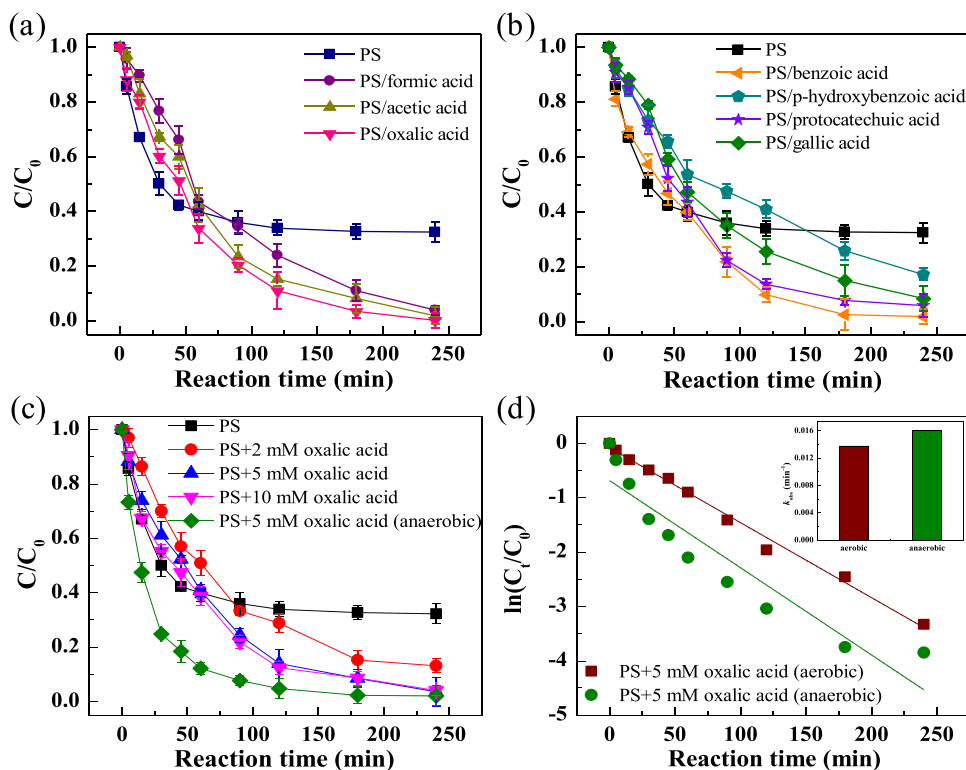 (a)
1.0
0.8
0.6
0.4
0.2
0.0
C/C0
PS
PS/formic acid
PS/acetic acid
PS/oxalic acid
0 50 100 150 200 250
Reaction time (min)
(b)
1.0
0.8
0.6
0.4
0.2
0.0
C/C0
PS
PS/benzoic acid
PS/p-hydroxybenzoic acid
PS/protocatechuic acid
PS/gallic acid
0 50 100 150 200 250
Reaction time (min)
(c)
1.0
0.8
0.6
0.4
0.2
0.0
C/C0
PS
PS+2 mM oxalic acid
PS+5 mM oxalic acid
PS+10 mM oxalic acid
PS+5 mM oxalic acid (anaerobic)
0 50 100 150 200 250
Reaction time (min)
(d)
0
-1
-2
-3
-4
-5
ln(Ct/C0)
0.016
0.012
0.008
0.004
0.000
kobs (min-1)
aerobic anaerobic
PS+5 mM oxalic acid (aerobic)
PS+5 mM oxalic acid (anaerobic)
0 50 100 150 200 250
Reaction time (min)